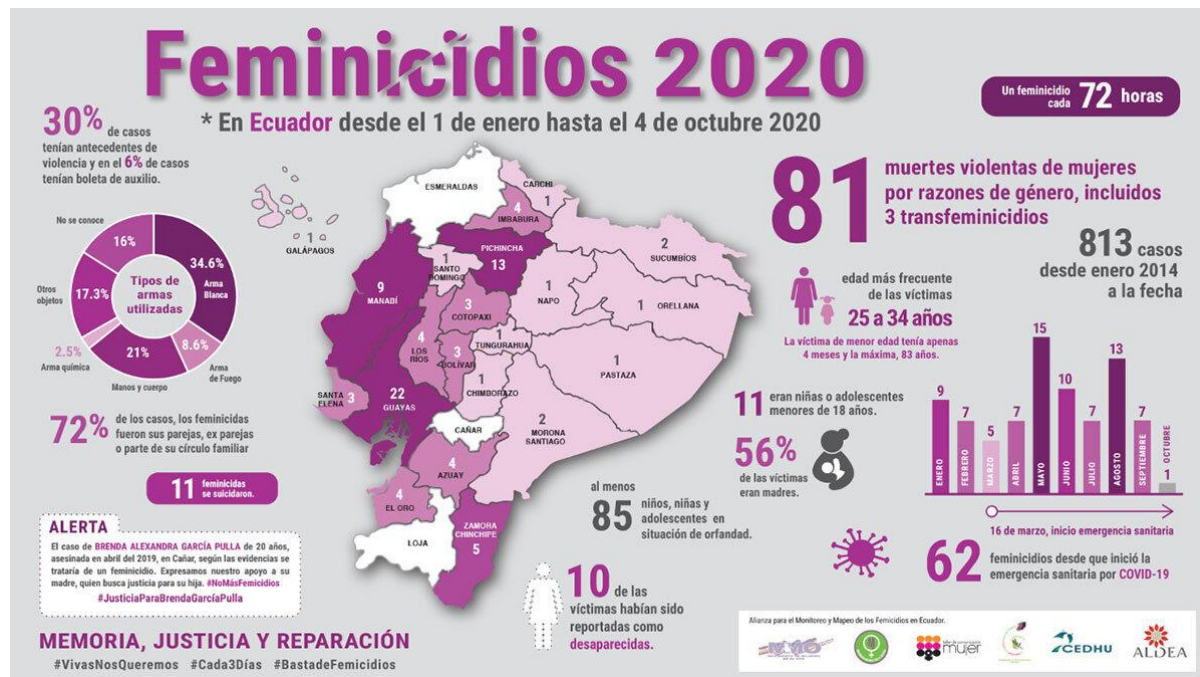 Feminicidios 2020
* En Ecuador desde el 1 de enero hasta el 4 de octubre 2020
Un feminicidio
cada 72 horas
30% de casos
tenían antecedentes de
violencia y en el 6% de casos
tenían boleta de auxilio.
No se conoce
16%
34.6%
Arma
Blanca
Otros
objetos
17.3%
Tipos de
armas
utilizadas
2.5%
Arma química
21%
Manos y cuerpo
8.6%
Arma
de Fuego
72% de los casos, los feminicidas
fueron sus parejas, ex parejas
o parte de su círculo familiar
11 feminicidas
se suicidaron.
ALERTA
El caso de BRENDA ALEXANDRA GARCÍA PULLA de 20 años,
asesinada en abril del 2019, en Cañar, según las evidencias se
trataría de un feminicidio. Expresamos nuestro apoyo a su
madre, quien busca justicia para su hija. #NoMásFemicidios
#JusticiaParaBrendaGarcíaPulla
MEMORIA, JUSTICIA Y REPARACIÓN
#VivasNosQueremos #Cada3Días #BastadeFemicidios
ESMERALDAS
CARCHI
1
4
IMBABURA
1
GALÁPAGOS
PICHINCHA
13
1
SANTO
DOMINGO
2
SUCUMBÍOS
9
MANABÍ
1
NAPO
1 ORELLANA
3
COTOPAXI
4
LOS
RÍOS
3
BOLÍVAR
1
TUNGURAHUA
1
PASTAZA
1
CHIMBORAZO
SANTA
ELENA
3
22
GUAYAS
CAÑAR
2
MORONA
SANTIAGO
4
AZUAY
4
EL ORO
LOJA
ZAMORA
CHINCHIPE
5
81 muertes violentas de mujeres
por razones de género, incluidos
3 transfeminicidios
813 casos
desde enero 2014
a la fecha
edad más frecuente
de las víctimas
25 a 34 años
La víctima de menor edad tenía apenas
4 meses y la máxima, 83 años.
11 eran niñas o adolescentes
menores de 18 años.
56%
de las víctimas
eran madres.
al menos
85 niños, niñas y
adolescentes en
situación de orfandad.
10 de las
víctimas habían sido
reportadas como
desaparecidas.
9
ENERO
7
FEBRERO
5
MARZO
7
ABRIL
15
MAYO
10
JUNIO
7
JULIO
13
AGOSTO
7
SEPTIEMBRE
1
OCTUBRE
16 de marzo, inicio emergencia sanitaria
62 feminicidios desde que inició la
emergencia sanitaria por COVID-19
Alianza para el Monitoreo y Mapeo de los Femicidios en Ecuador.
mujer
CEDHU
ALDEA